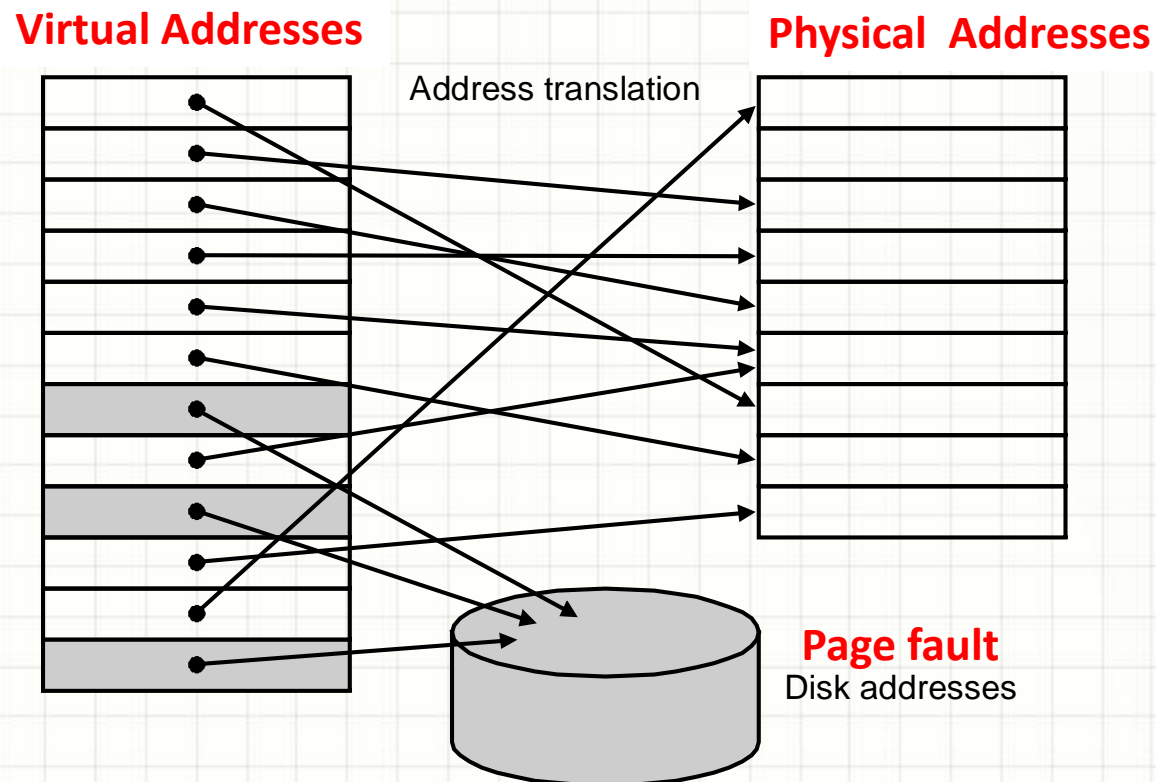 Virtual Addresses
Physical Addresses
Address translation
Page fault
Disk addresses